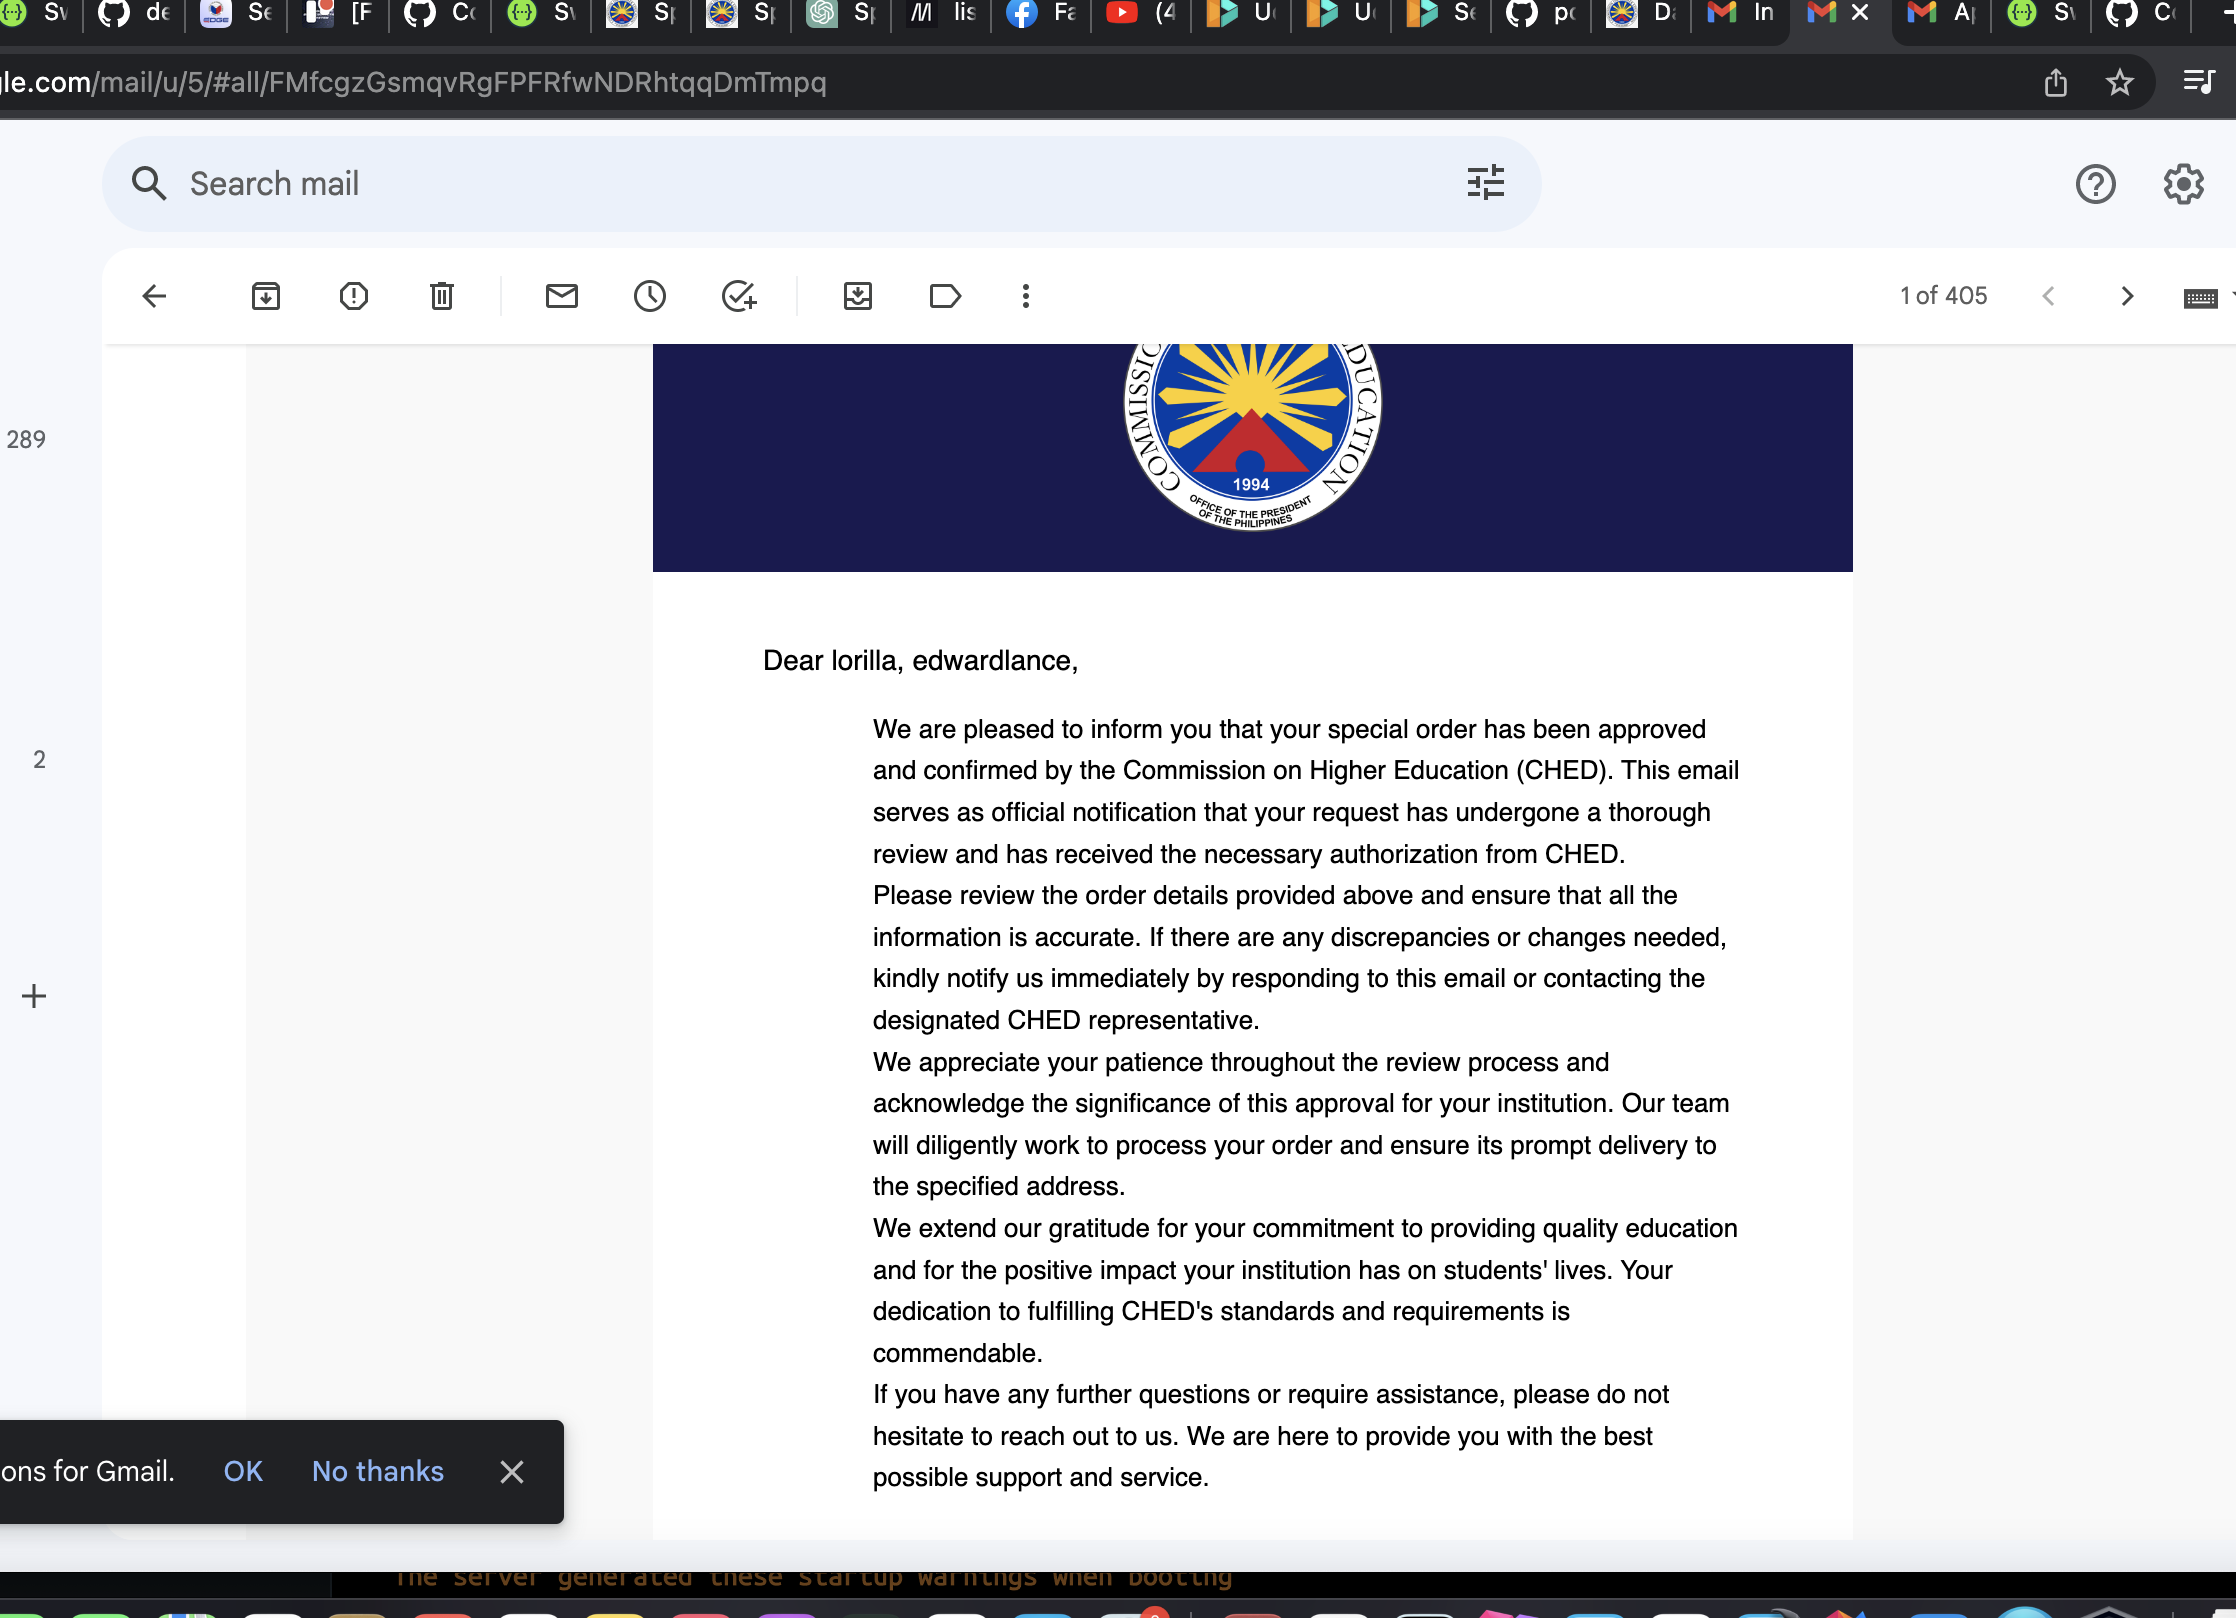 Sw
de
Se
[F
Co
Sw
Sp
Sp
Sp
lis
Fa
(4
U
U
Se
po
Da
In
A
Sw
Co
le.com/mail/u/5/#all/FMfcgzGsmqvRgFPFRfwNDRhtqqDmTmpq
Search mail
1 of 405
289
2
COMMISSIO
DUCATION
1994
OFFICE OF THE PRESIDENT
OF THE PHILIPPINES
Dear lorilla, edwardlance,
We are pleased to inform you that your special order has been approved
and confirmed by the Commission on Higher Education (CHED). This email
serves as official notification that your request has undergone a thorough
review and has received the necessary authorization from CHED.
Please review the order details provided above and ensure that all the
information is accurate. If there are any discrepancies or changes needed,
kindly notify us immediately by responding to this email or contacting the
designated CHED representative.
We appreciate your patience throughout the review process and
acknowledge the significance of this approval for your institution. Our team
will diligently work to process your order and ensure its prompt delivery to
the specified address.
We extend our gratitude for your commitment to providing quality education
and for the positive impact your institution has on students' lives. Your
dedication to fulfilling CHED's standards and requirements is
commendable.
If you have any further questions or require assistance, please do not
hesitate to reach out to us. We are here to provide you with the best
possible support and service.
ons for Gmail.
OK
No thanks
The server generated these startup warnings when booting